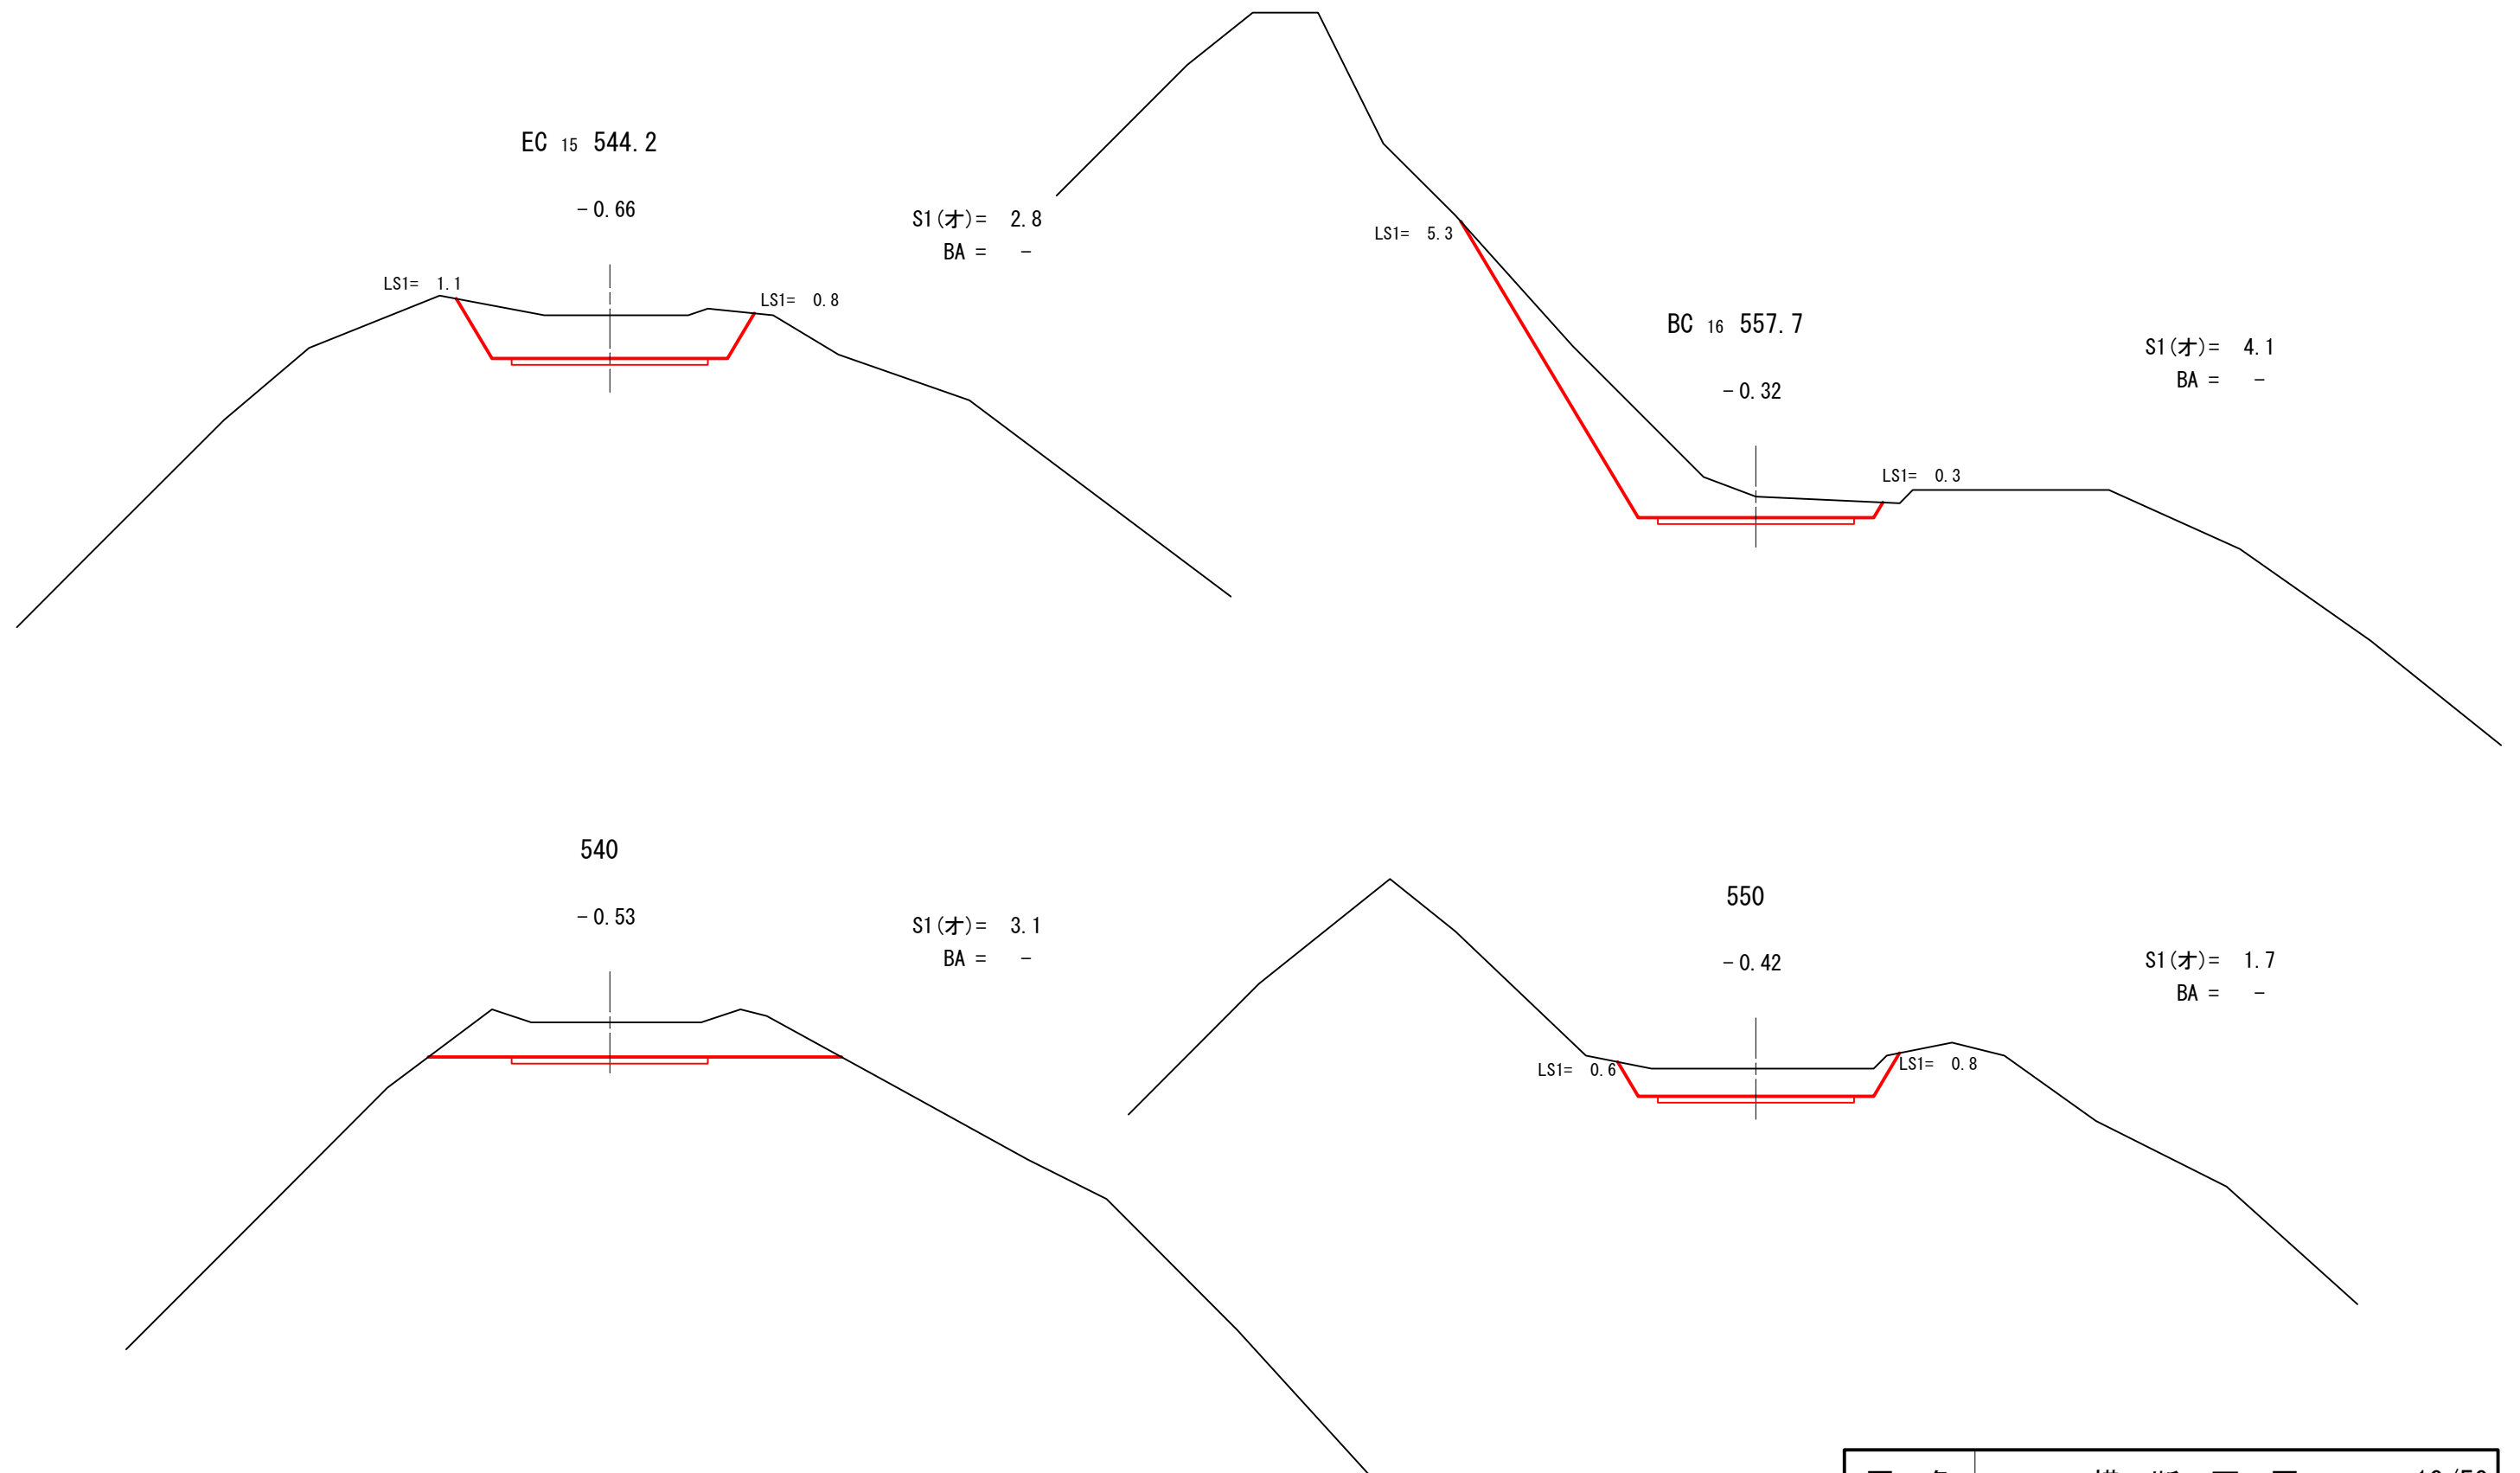 EC 15 544.2
-0.66
S1(オ)= 2.8
BA = -
LS1= 1.1
LS1= 0.8
LS1= 5.3
BC 16 557.7
-0.32
S1(オ)= 4.1
BA = -
LS1= 0.3
540
-0.53
S1(オ)= 3.1
BA = -
550
-0.42
S1(オ)= 1.7
BA = -
LS1= 0.6
LS1= 0.8